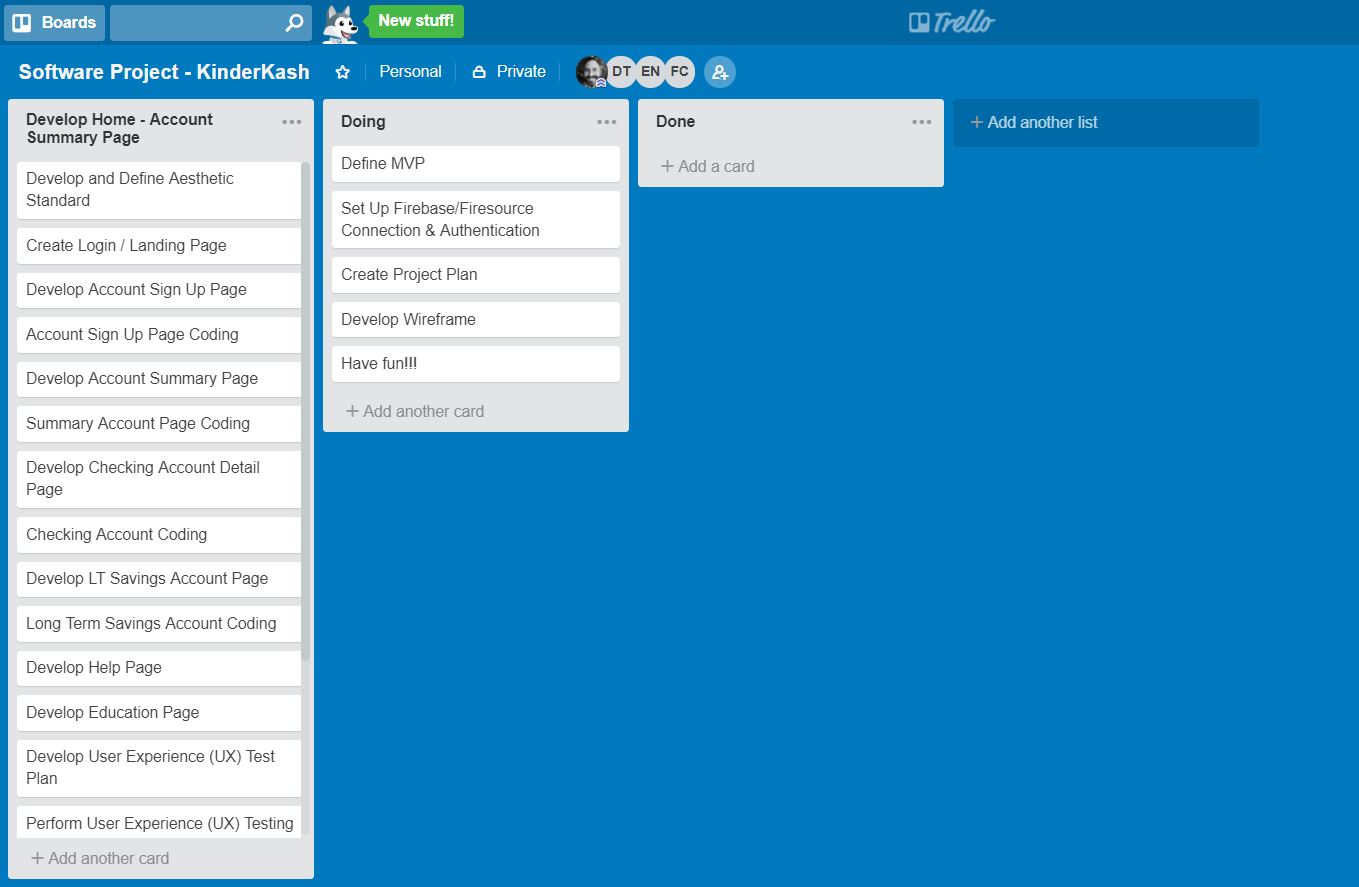 Boards
New stuff!
Trello
Software Project - KinderKash
Personal
Private
DT
EN
FC
Develop Home - Account
Summary Page
Develop and Define Aesthetic
Standard
Create Login / Landing Page
Develop Account Sign Up Page
Account Sign Up Page Coding
Develop Account Summary Page
Summary Account Page Coding
Develop Checking Account Detail
Page
Checking Account Coding
Develop LT Savings Account Page
Long Term Savings Account Coding
Develop Help Page
Develop Education Page
Develop User Experience (UX) Test
Plan
Perform User Experience (UX) Testing
+ Add another card
Doing
Define MVP
Set Up Firebase/Firesource
Connection & Authentication
Create Project Plan
Develop Wireframe
Have fun!!!
+ Add another card
Done
+ Add a card
+ Add another list